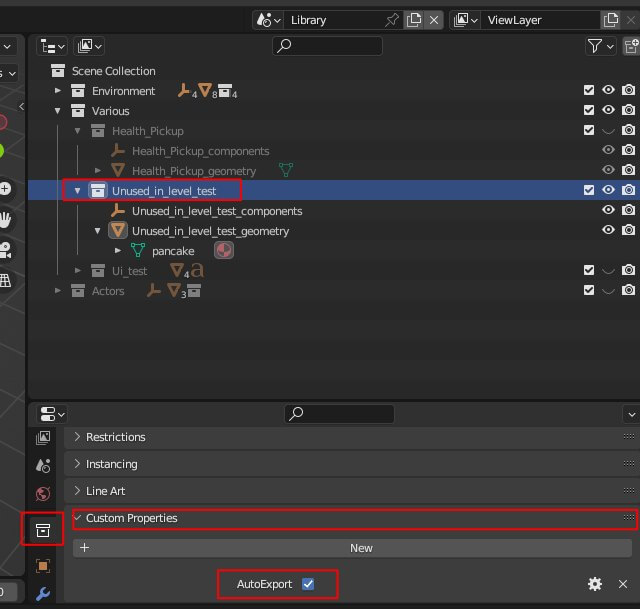 Library
ViewLayer
Scene Collection
Environment 4 8 4
Various
Health_Pickup
Health_Pickup_components
Health_Pickup_geometry
Unused_in_level_test
Unused_in_level_test_components
Unused_in_level_test_geometry
pancake
Ui_test 4 a
Actors 3
Restrictions
Instancing
Line Art
Custom Properties
New
AutoExport